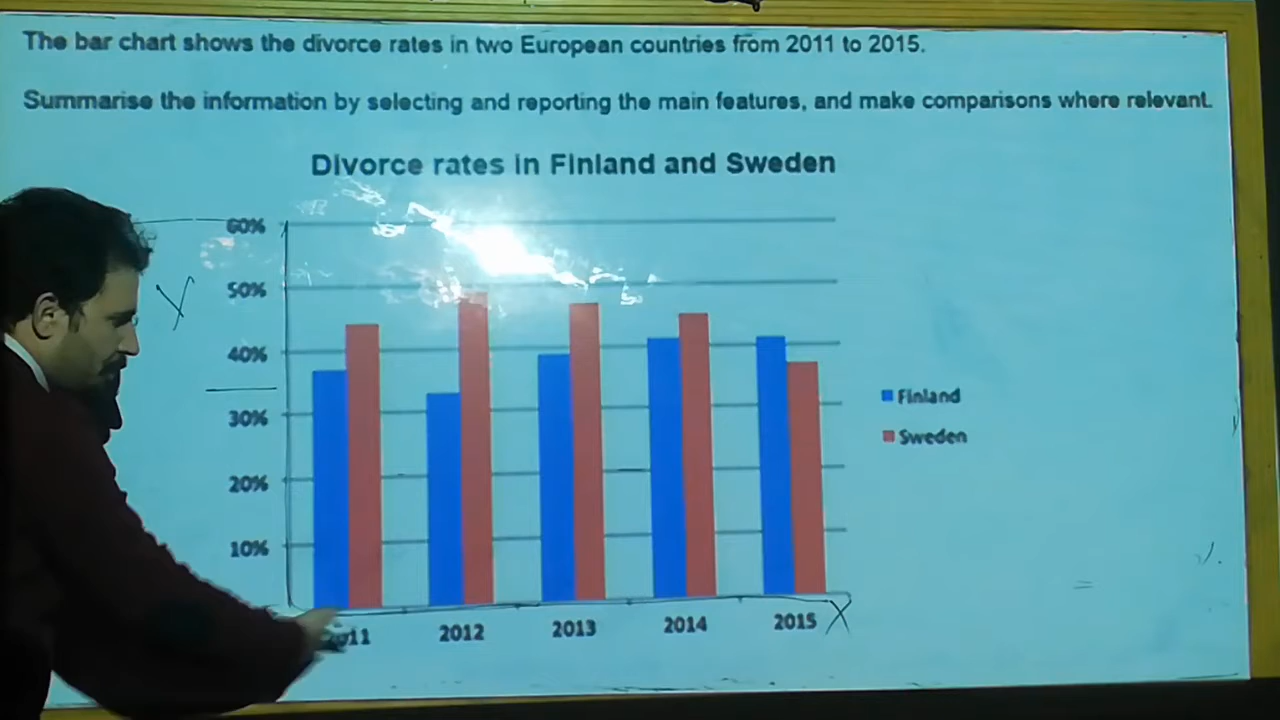 The bar chart shows the divorce rates in two European countries from 2011 to 2015.
Summarise the information by selecting and reporting the main features, and make comparisons where relevant.
Divorce rates in Finland and Sweden
60%
50%
40%
30%
20%
10%
Y
Finland
Sweden
2011 2012 2013 2014 2015 X